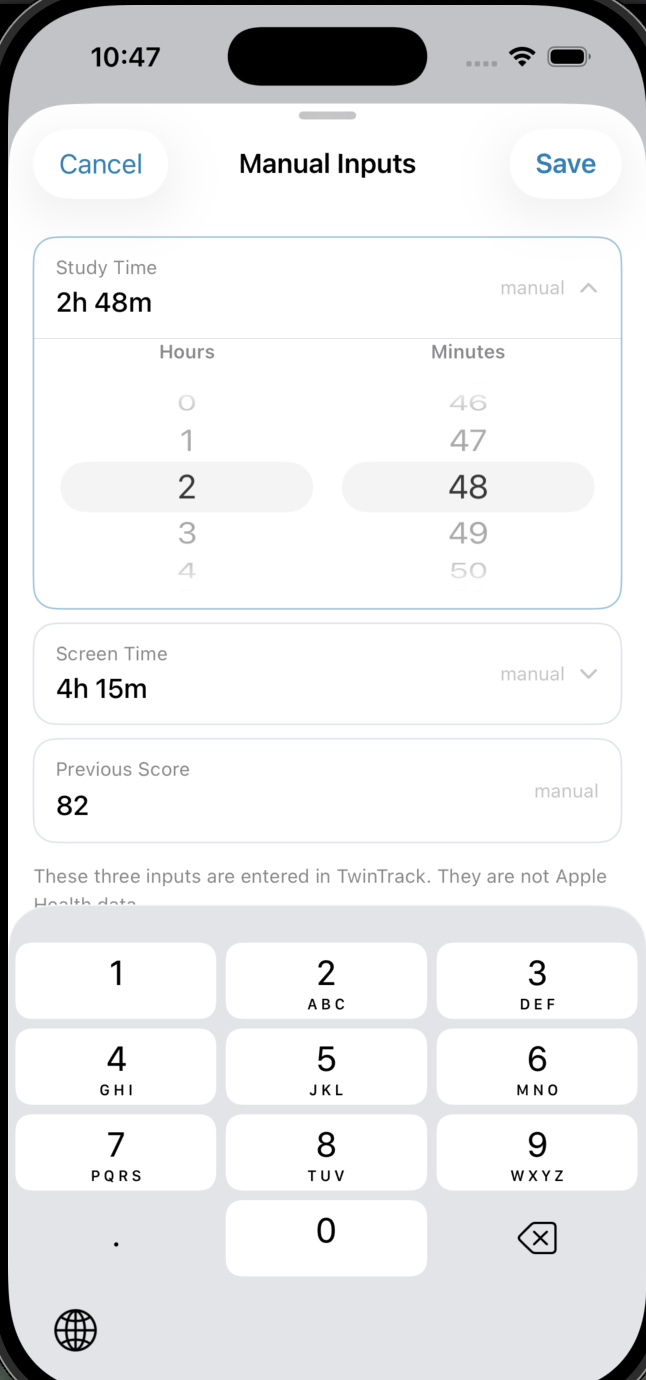 10:47
Cancel
Manual Inputs
Save
Study Time
2h 48m
manual
Hours
Minutes
0
46
1
47
2
48
3
49
4
50
Screen Time
4h 15m
manual
Previous Score
82
manual
These three inputs are entered in TwinTrack. They are not Apple
Health data.
1
2
3
ABC
DEF
4
5
6
GHI
JKL
MNO
7
8
9
PQRS
TUV
WXYZ
.
0